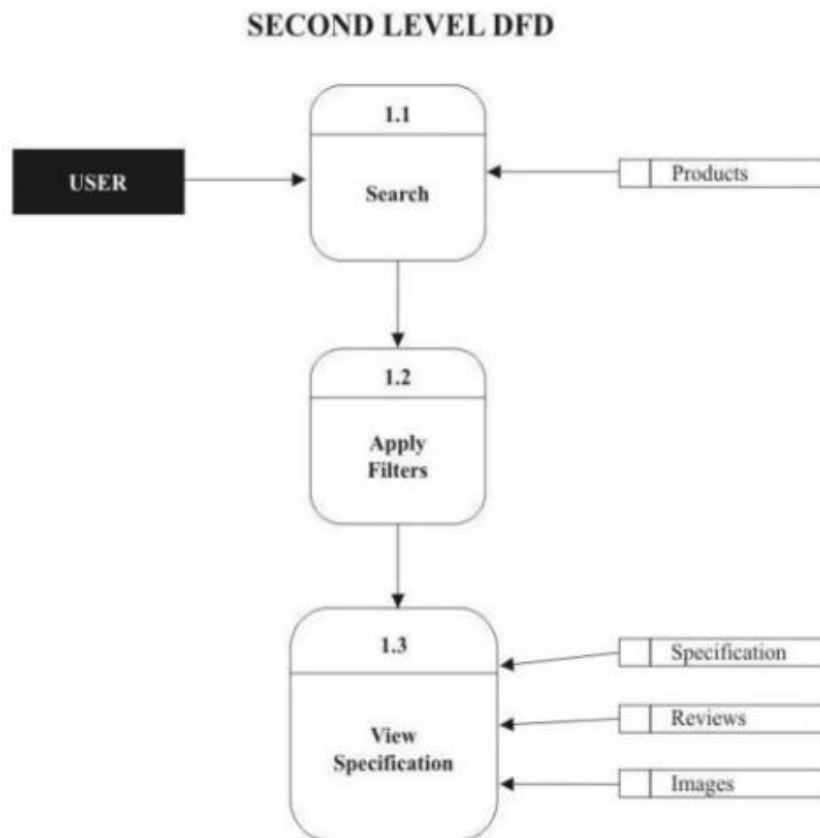 SECOND LEVEL DFD
1.1
USER
Search
Products
1.2
Apply
Filters
1.3
View
Specification
Specification
Reviews
Images